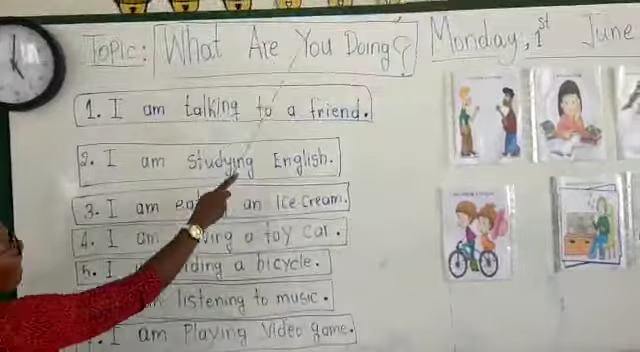 Topic: What Are You Doing? Monday, 1st June
1. I am talking to a friend.
2. I am studying English.
3. I am an Ice cream.
4. I am a toy car.
5. I a bicycle.
listening to music.
I am Playing Video game.